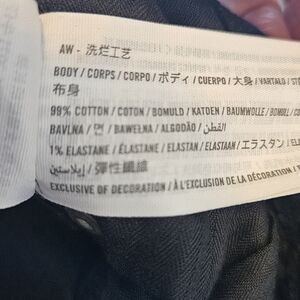 AW - 洗烂工艺
BODY / CORPS / CORPO / ボディ / CUERPO / 大身 / VARTALO /
布身
99% COTTON / COTON / BOMULD / KATOEN / BAUMWOLLE / BOMULL /
BAVLNA / 면 / BAWEŁNA / ALGODÃO / القطن
1% ELASTANE / ÉLASTANE / ELASTAN / ELASTAAN / エラスタン /
إيلاستين / 彈性纖維
EXCLUSIVE OF DECORATION / À L'EXCLUSION DE LA DÉCORATION /